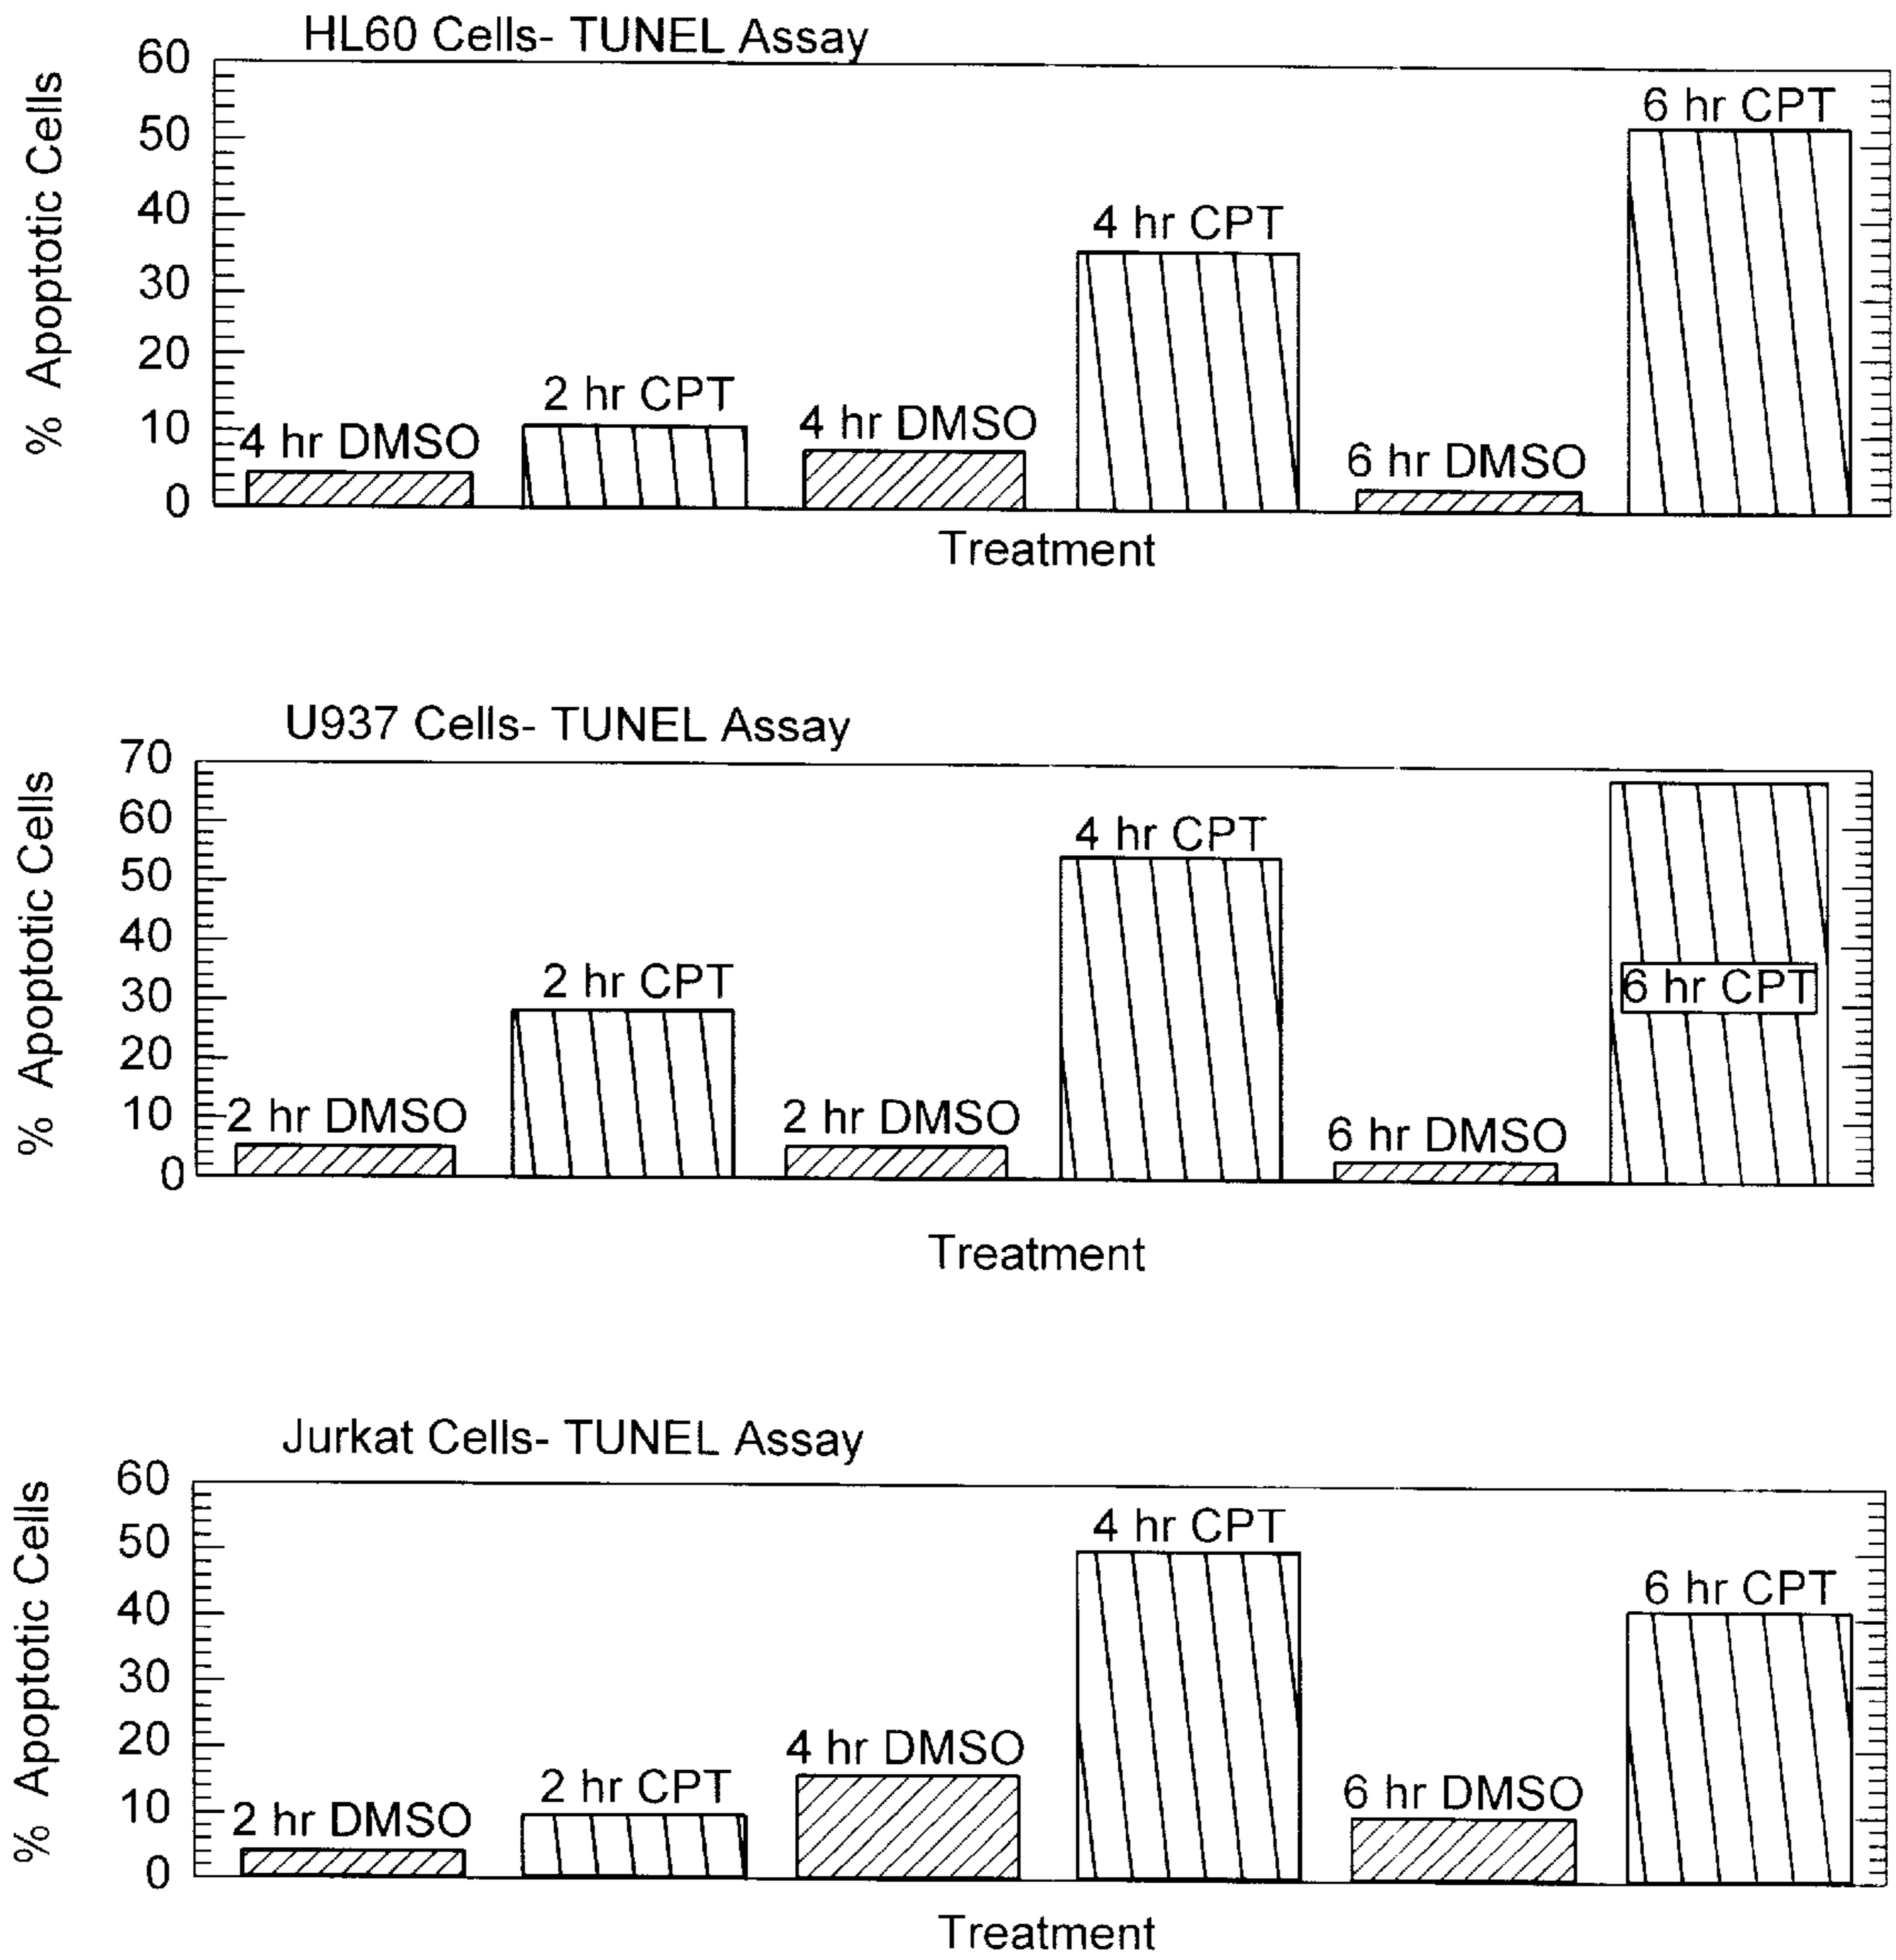 HL60 Cells- TUNEL Assay
% Apoptotic Cells
60
50
40
30
20
10
0
4 hr DMSO
2 hr CPT
4 hr DMSO
4 hr CPT
6 hr DMSO
6 hr CPT
Treatment
U937 Cells- TUNEL Assay
% Apoptotic Cells
70
60
50
40
30
20
10
0
2 hr DMSO
2 hr CPT
2 hr DMSO
4 hr CPT
6 hr DMSO
6 hr CPT
Treatment
Jurkat Cells- TUNEL Assay
% Apoptotic Cells
60
50
40
30
20
10
0
2 hr DMSO
2 hr CPT
4 hr DMSO
4 hr CPT
6 hr DMSO
6 hr CPT
Treatment